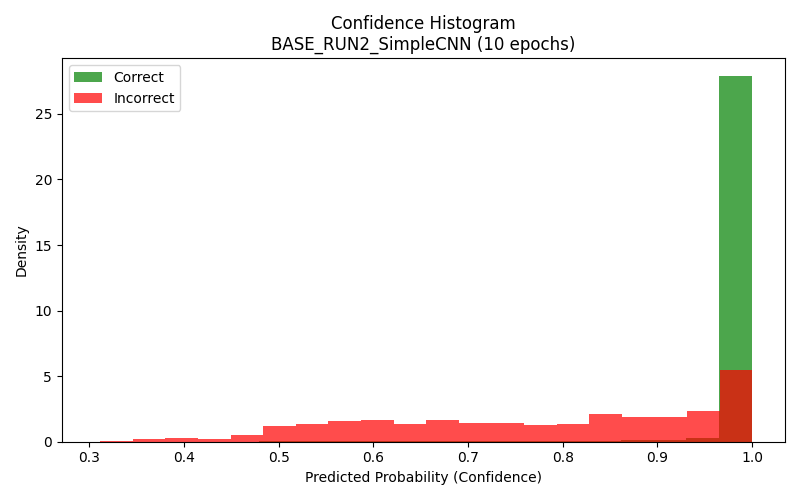 Confidence Histogram
BASE_RUN2_SimpleCNN (10 epochs)
Correct
Incorrect
Density
25
20
15
10
5
0
0.3 0.4 0.5 0.6 0.7 0.8 0.9 1.0
Predicted Probability (Confidence)